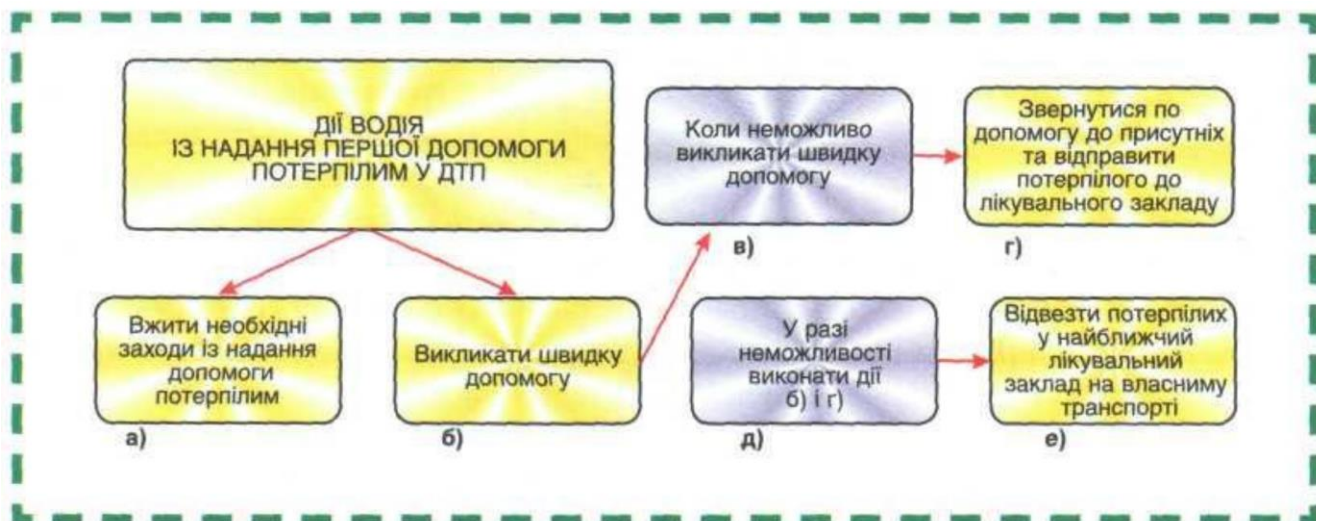 ДІЇ ВОДІЯ
ІЗ НАДАННЯ ПЕРШОЇ ДОПОМОГИ
ПОТЕРПІЛИМ У ДТП
Вжити необхідні
заходи із надання
допомоги
потерпілим
а)
Викликати швидку
допомогу
б)
Коли неможливо
викликати швидку
допомогу
в)
Звернутися по
допомогу до присутніх
та відправити
потерпілого до
лікувального закладу
г)
У разі
неможливості
виконати дії
б) і г)
д)
Відвезти потерпілих
у найближчий
лікувальний
заклад на власниму
транспорті
е)